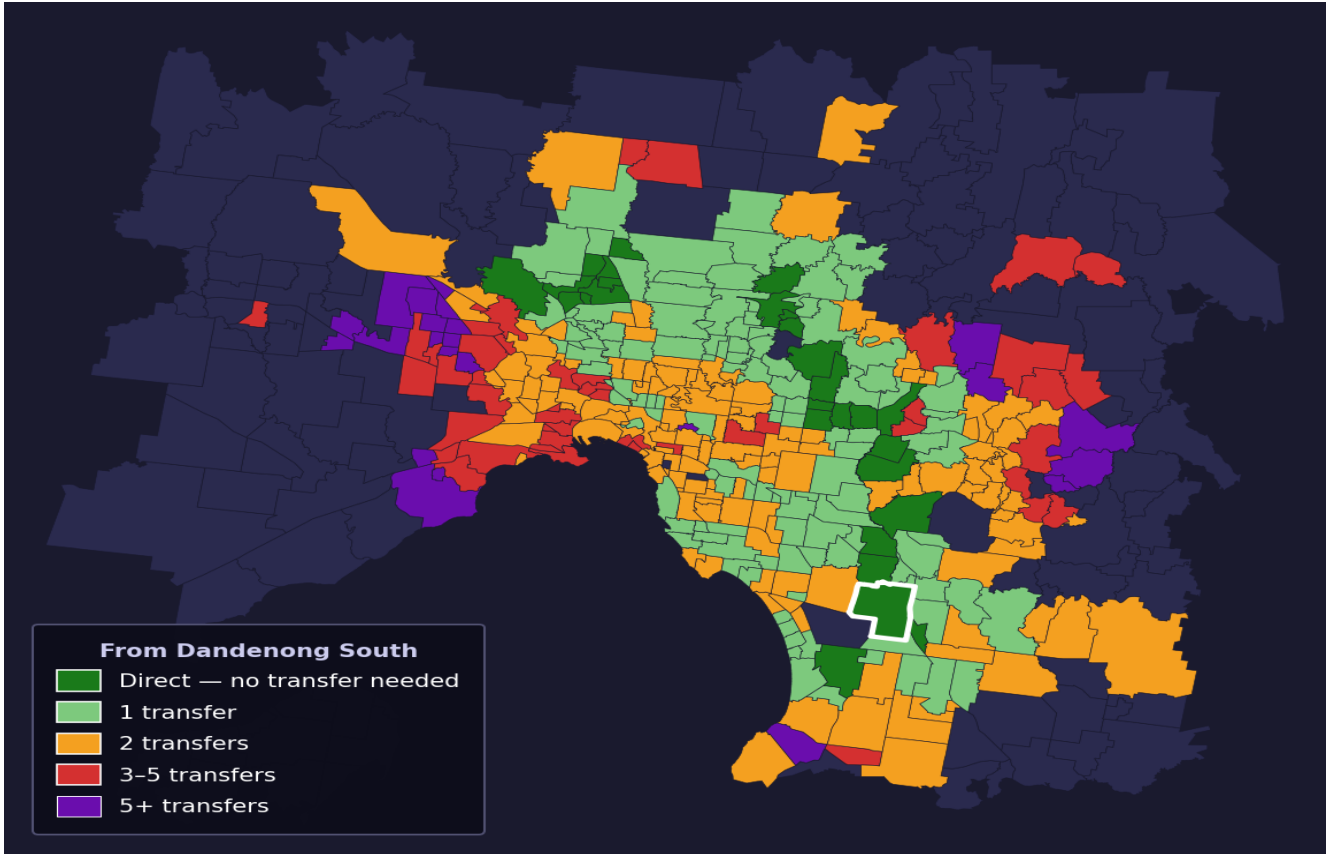 From Dandenong South
Direct — no transfer needed
1 transfer
2 transfers
3–5 transfers
5+ transfers